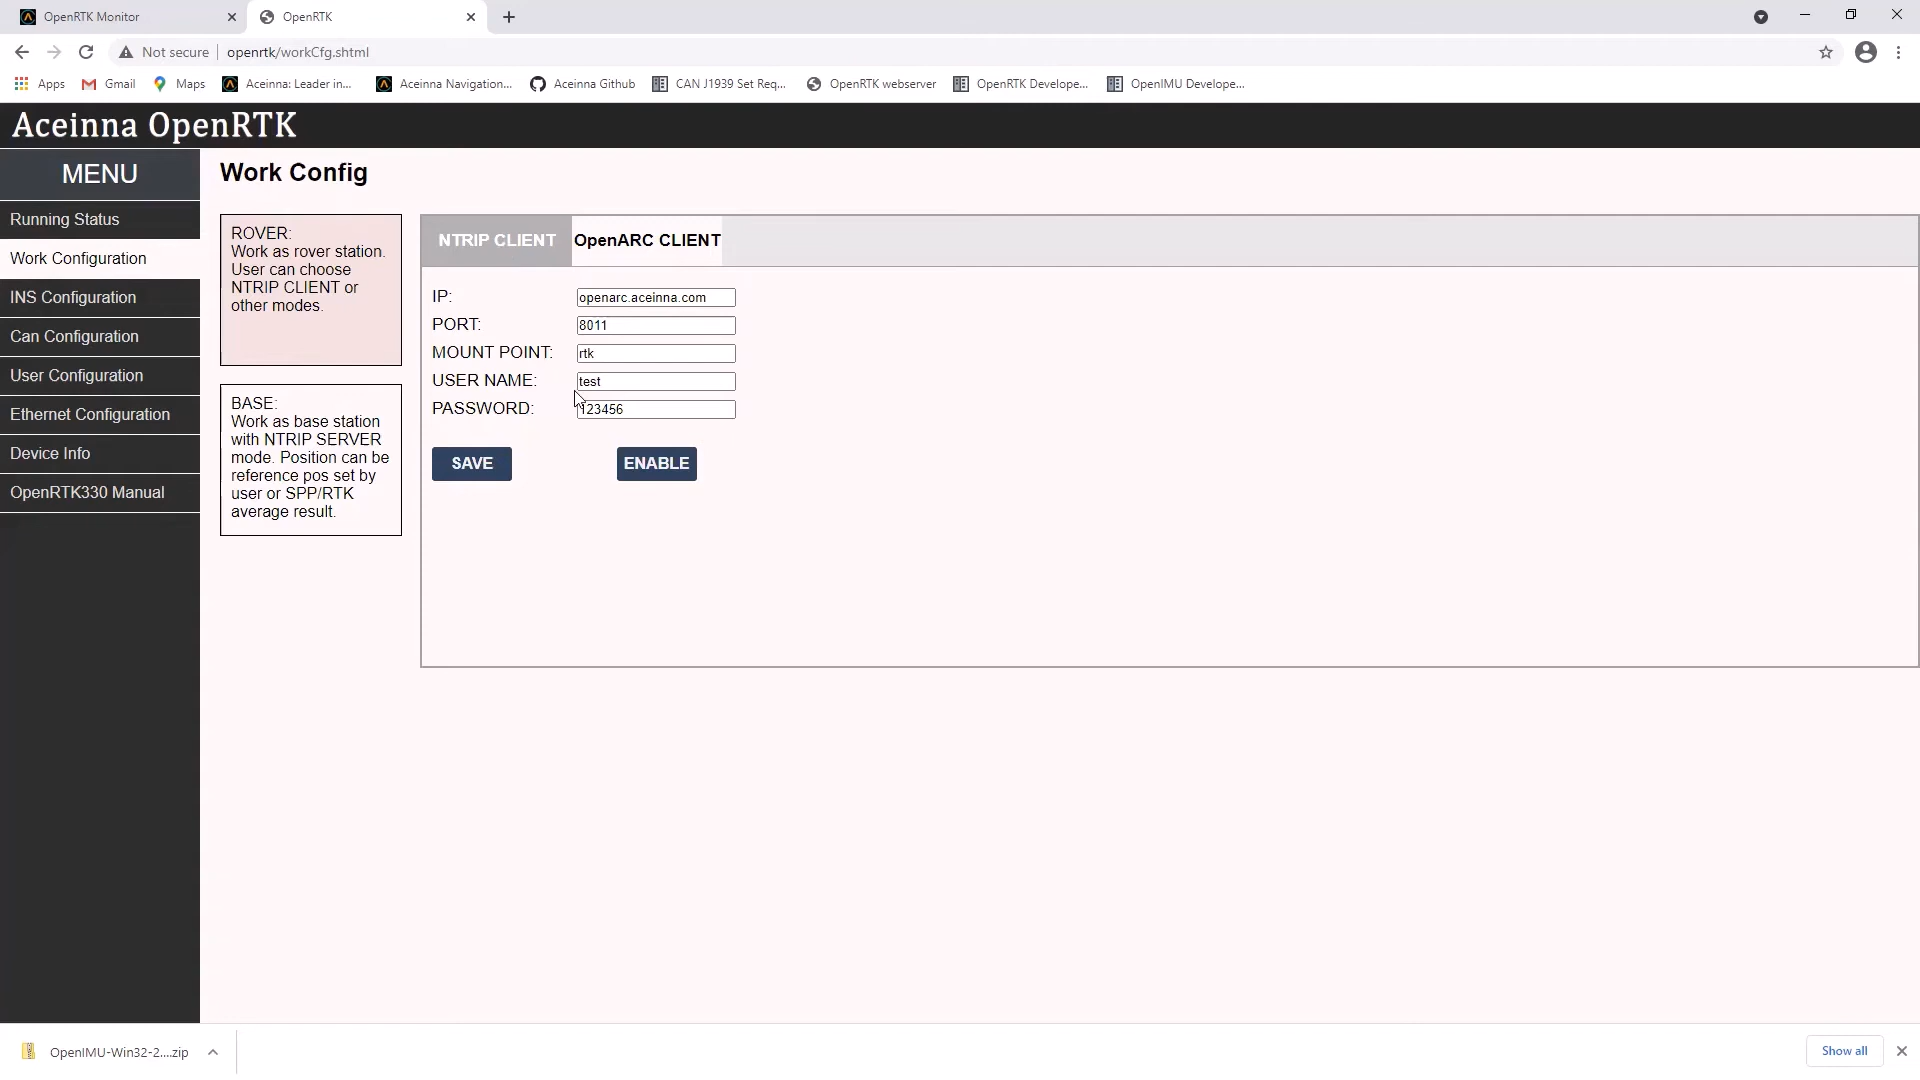 OpenRTK Monitor
OpenRTK
Not secure
openrtk/workCfg.shtml
Apps
Gmail
Maps
Aceinna: Leader in...
Aceinna Navigation...
Aceinna Github
CAN J1939 Set Req...
OpenRTK webserver
OpenRTK Develope...
OpenIMU Develope...
Aceinna OpenRTK
MENU
Running Status
Work Configuration
INS Configuration
Can Configuration
User Configuration
Ethernet Configuration
Device Info
OpenRTK330 Manual
Work Config
ROVER:
Work as rover station.
User can choose
NTRIP CLIENT or
other modes.
BASE:
Work as base station
with NTRIP SERVER
mode. Position can be
reference pos set by
user or SPP/RTK
average result.
NTRIP CLIENT
OpenARC CLIENT
IP: openarc.aceinna.com
PORT: 8011
MOUNT POINT: rtk
USER NAME: test
PASSWORD: 123456
SAVE
ENABLE
OpenIMU-Win32-2....zip
Show all